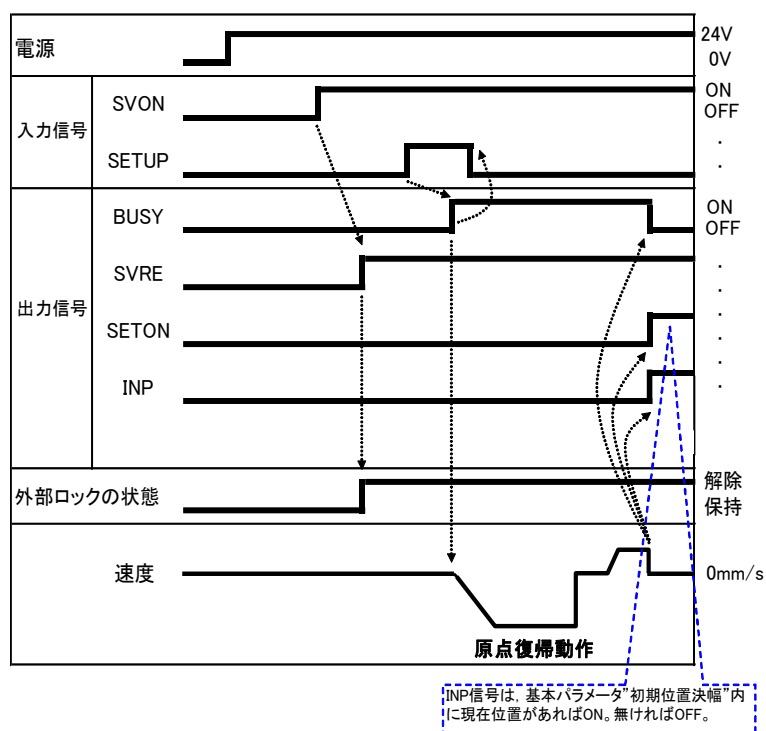 電源
24V
0V
入力信号
SVON
ON
OFF
SETUP
.
.
出力信号
BUSY
ON
OFF
SVRE
.
.
SETON
.
.
INP
.
.
外部ロックの状態
解除
保持
速度
0mm/s
原点復帰動作
INP信号は，基本パラメータ”初期位置決幅”内
に現在位置があればON。無ければOFF。